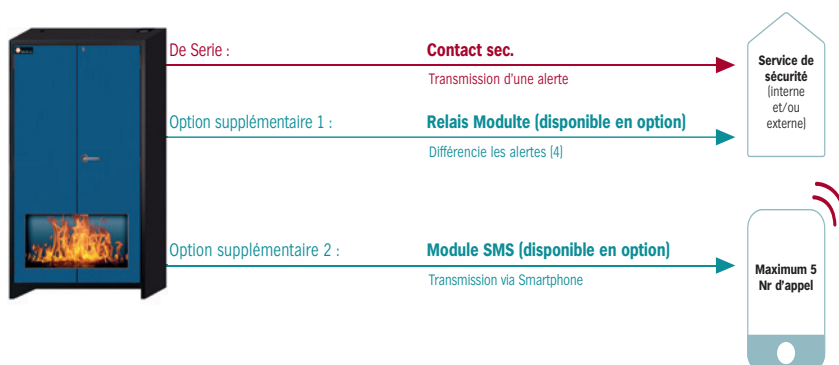 De Serie :
Contact sec.
Transmission d'une alerte
Option supplémentaire 1 :
Relais Modulte (disponible en option)
Différencie les alertes (4)
Service de
sécurité
(interne
et/ou
externe)
Option supplémentaire 2 :
Module SMS (disponible en option)
Transmission via Smartphone
Maximum 5
Nr d'appel